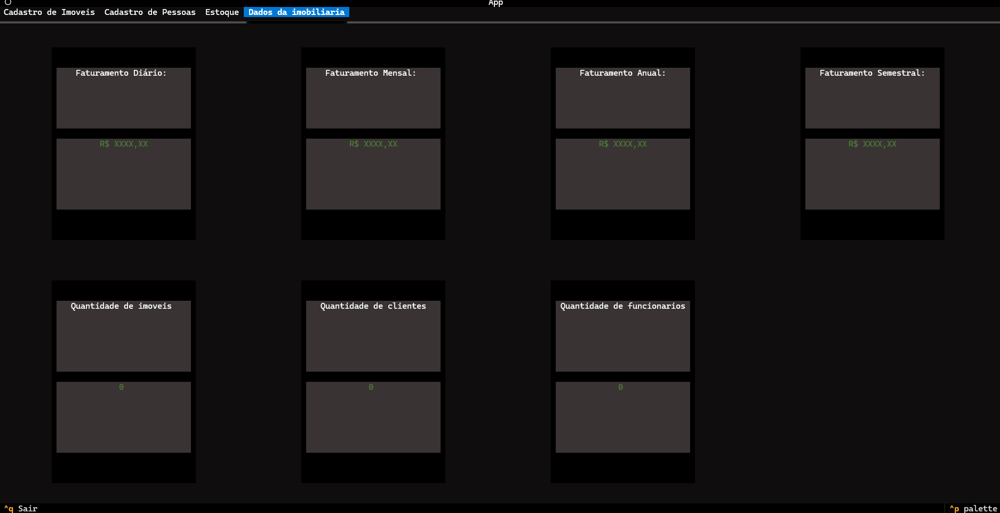 App
Cadastro de Imoveis Cadastro de Pessoas Estoque Dados da imobiliaria
Faturamento Diário:
R$ XXXX,XX
Faturamento Mensal:
R$ XXXX,XX
Faturamento Anual:
R$ XXXX,XX
Faturamento Semestral:
R$ XXXX,XX
Quantidade de imoveis
0
Quantidade de clientes
0
Quantidade de funcionarios
0
^q Sair
^p palette